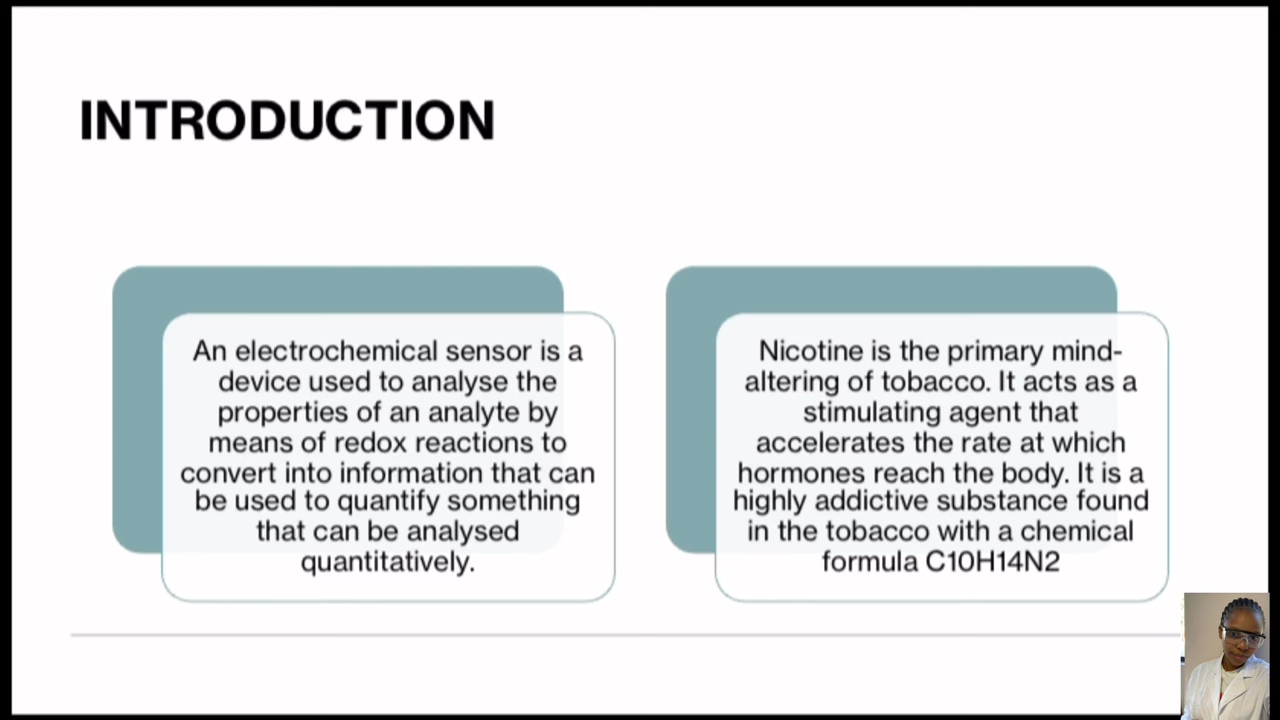 INTRODUCTION
An electrochemical sensor is a
device used to analyse the
properties of an analyte by
means of redox reactions to
convert into information that can
be used to quantify something
that can be analysed
quantitatively.
Nicotine is the primary mind-
altering of tobacco. It acts as a
stimulating agent that
accelerates the rate at which
hormones reach the body. It is a
highly addictive substance found
in the tobacco with a chemical
formula C10H14N2